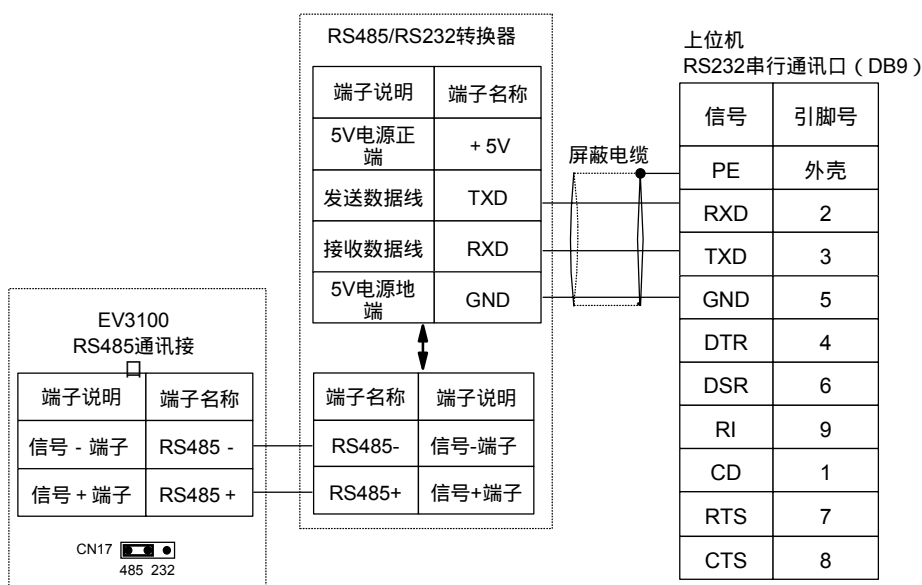 RS485/RS232转换器
端子说明 端子名称
5V电源正
端
+ 5V
发送数据线 TXD
接收数据线 RXD
5V电源地
端
GND
屏蔽电缆
上位机
RS232串行通讯口（DB9）
信号 引脚号
PE 外壳
RXD 2
TXD 3
GND 5
DTR 4
DSR 6
RI 9
CD 1
RTS 7
CTS 8
EV3100
RS485通讯接
口
端子说明 端子名称
信号 - 端子 RS485 -
信号 + 端子 RS485 +
CN17
485 232
端子名称 端子说明
RS485- 信号-端子
RS485+ 信号+端子